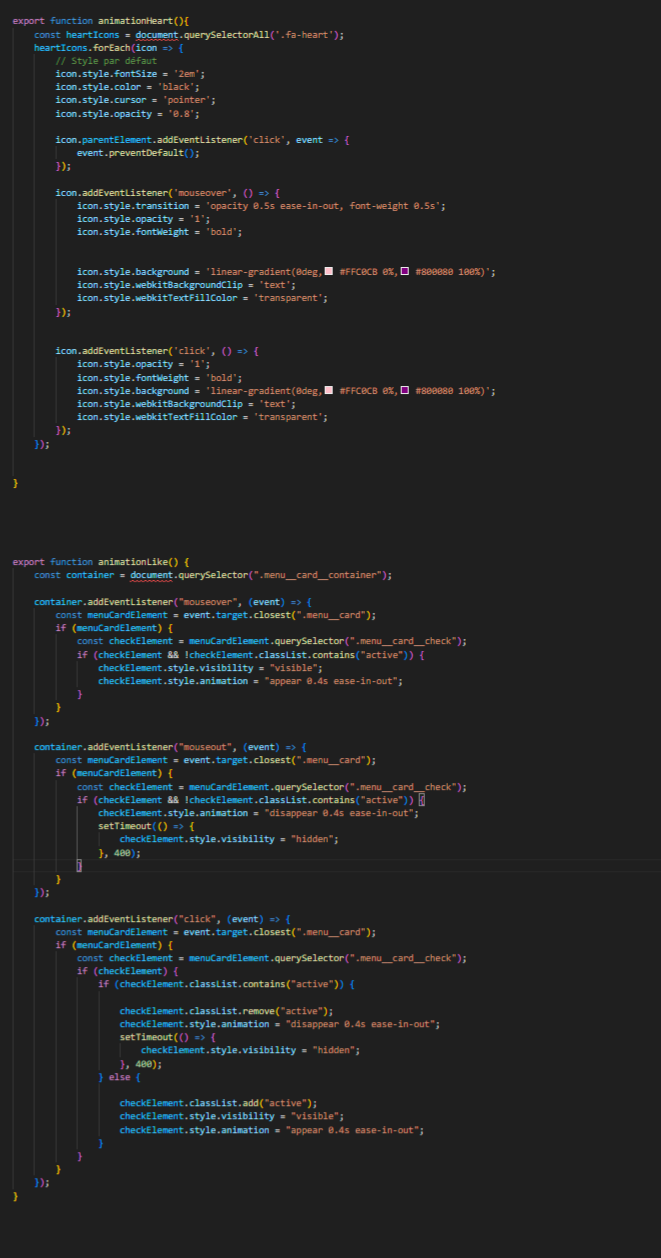 export function animationHeart(){
    const heartIcons = document.querySelectorAll('.fa-heart');
    heartIcons.forEach(icon => {
        // Style par défaut
        icon.style.fontSize = '2em';
        icon.style.color = 'black';
        icon.style.cursor = 'pointer';
        icon.style.opacity = '0.8';

        icon.parentElement.addEventListener('click', event => {
            event.preventDefault();
        });

        icon.addEventListener('mouseover', () => {
            icon.style.transition = 'opacity 0.5s ease-in-out, font-weight 0.5s';
            icon.style.opacity = '1';
            icon.style.fontWeight = 'bold';


            icon.style.background = 'linear-gradient(0deg, #FFC0CB 0%, #800080 100%)';
            icon.style.webkitBackgroundClip = 'text';
            icon.style.webkitTextFillColor = 'transparent';
        });


        icon.addEventListener('click', () => {
            icon.style.opacity = '1';
            icon.style.fontWeight = 'bold';
            icon.style.background = 'linear-gradient(0deg, #FFC0CB 0%, #800080 100%)';
            icon.style.webkitBackgroundClip = 'text';
            icon.style.webkitTextFillColor = 'transparent';
        });
    });


}





export function animationLike() {
    const container = document.querySelector(".menu__card__container");

    container.addEventListener("mouseover", (event) => {
        const menuCardElement = event.target.closest(".menu__card");
        if (menuCardElement) {
            const checkElement = menuCardElement.querySelector(".menu__card__check");
            if (checkElement && !checkElement.classList.contains("active")) {
                checkElement.style.visibility = "visible";
                checkElement.style.animation = "appear 0.4s ease-in-out";
            }
        }
    });

    container.addEventListener("mouseout", (event) => {
        const menuCardElement = event.target.closest(".menu__card");
        if (menuCardElement) {
            const checkElement = menuCardElement.querySelector(".menu__card__check");
            if (checkElement && !checkElement.classList.contains("active")) {
                checkElement.style.animation = "disappear 0.4s ease-in-out";
                setTimeout(() => {
                    checkElement.style.visibility = "hidden";
                }, 400);
            }
        }
    });

    container.addEventListener("click", (event) => {
        const menuCardElement = event.target.closest(".menu__card");
        if (menuCardElement) {
            const checkElement = menuCardElement.querySelector(".menu__card__check");
            if (checkElement) {
                if (checkElement.classList.contains("active")) {

                    checkElement.classList.remove("active");
                    checkElement.style.animation = "disappear 0.4s ease-in-out";
                    setTimeout(() => {
                        checkElement.style.visibility = "hidden";
                    }, 400);
                } else {

                    checkElement.classList.add("active");
                    checkElement.style.visibility = "visible";
                    checkElement.style.animation = "appear 0.4s ease-in-out";
                }
            }
        }
    });
}